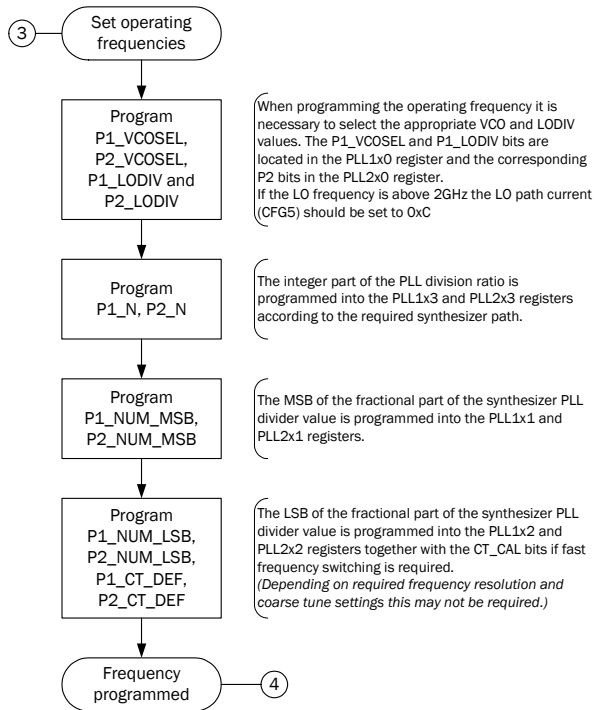 3
Set operating
frequencies
Program
P1_VCOSEL,
P2_VCOSEL,
P1_LODIV and
P2_LODIV
When programming the operating frequency it is
necessary to select the appropriate VCO and LODIV
values. The P1_VCOSEL and P1_LODIV bits are
located in the PLL1x0 register and the corresponding
P2 bits in the PLL2x0 register.
If the LO frequency is above 2GHz the LO path current
(CFG5) should be set to 0xC
Program
P1_N, P2_N
The integer part of the PLL division ratio is
programmed into the PLL1x3 and PLL2x3 registers
according to the required synthesizer path.
Program
P1_NUM_MSB,
P2_NUM_MSB
The MSB of the fractional part of the synthesizer PLL
divider value is programmed into the PLL1x1 and
PLL2x1 registers.
Program
P1_NUM_LSB,
P2_NUM_LSB,
P1_CT_DEF,
P2_CT_DEF
The LSB of the fractional part of the synthesizer PLL
divider value is programmed into the PLL1x2 and
PLL2x2 registers together with the CT_CAL bits if fast
frequency switching is required.
(Depending on required frequency resolution and
coarse tune settings this may not be required.)
Frequency
programmed
4